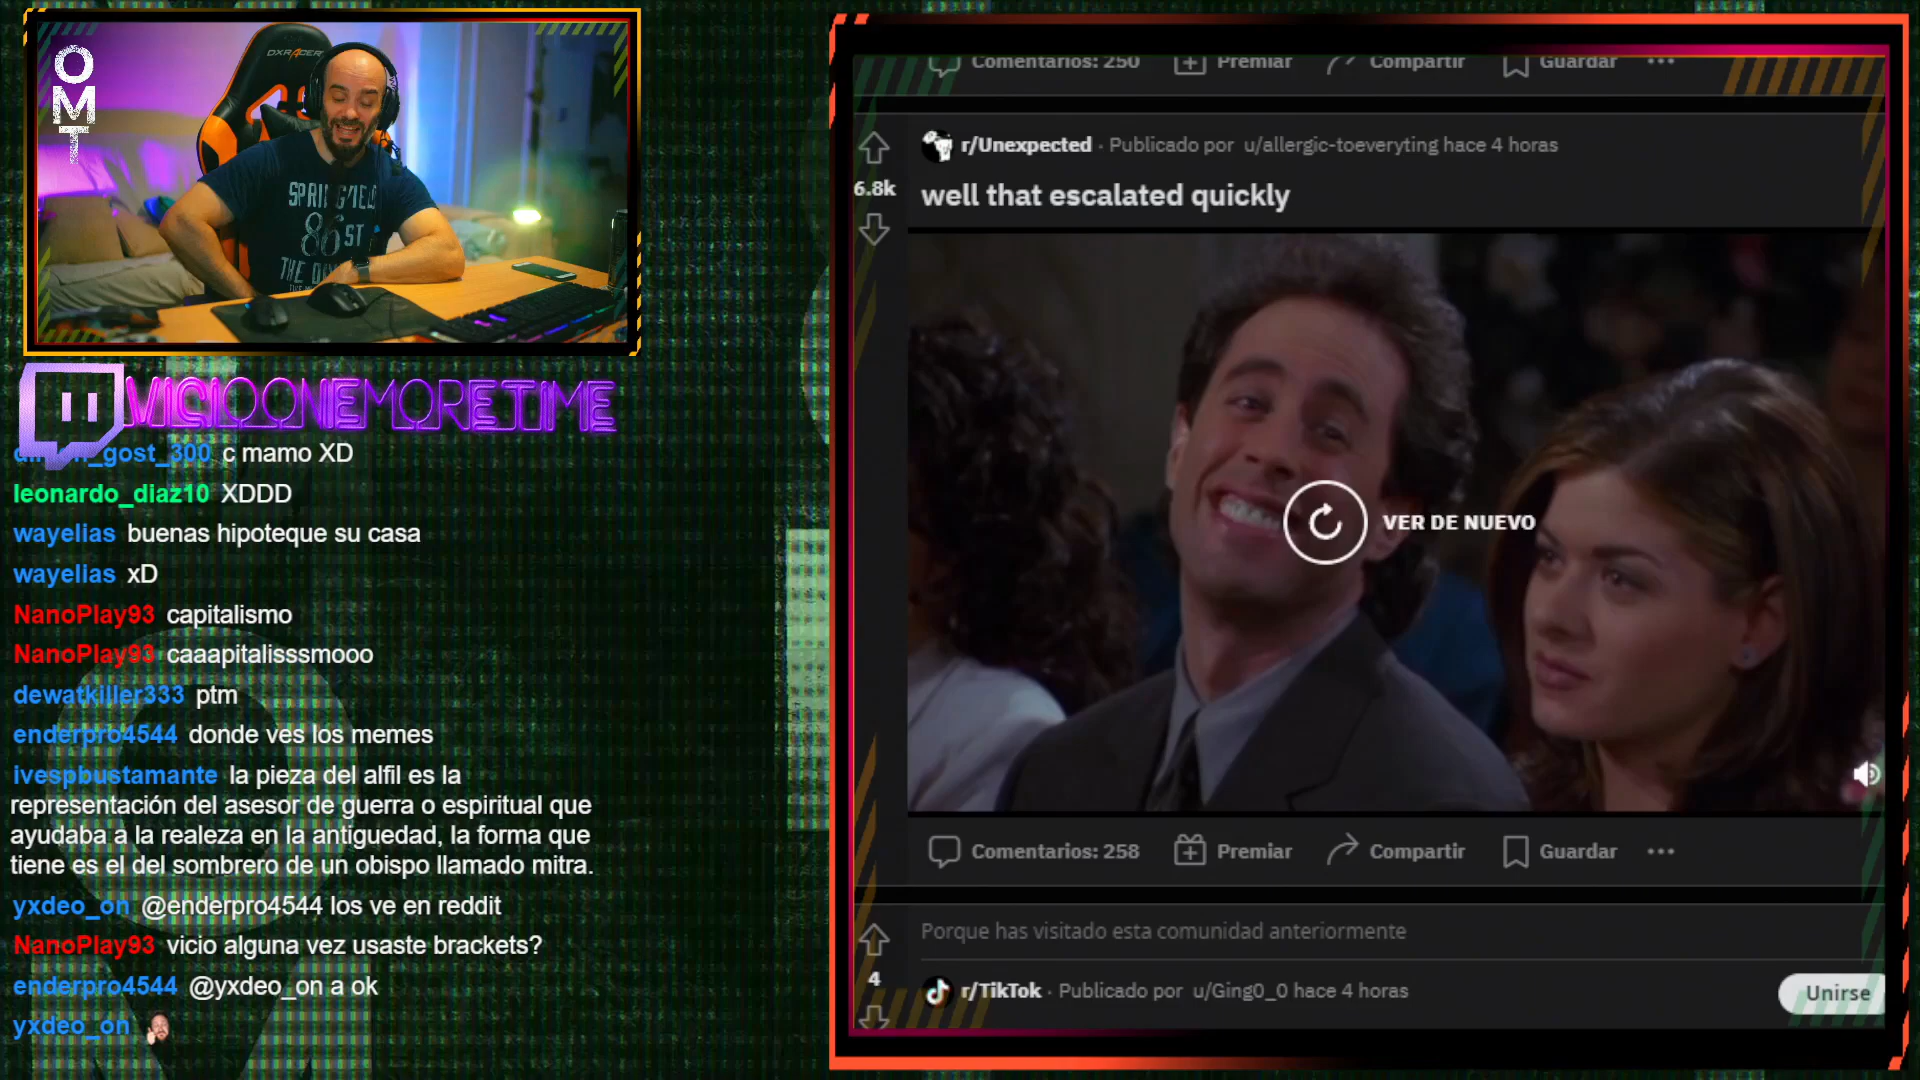 OMT
DXRACER
SPRINGFIELD
86 ST
VICIOONEMORETIME
_gost_300 c mamo XD
leonardo_diaz10 XDDD
wayelias buenas hipoteque su casa
wayelias xD
NanoPlay93 capitalismo
NanoPlay93 caaapitalisssmooo
dewatkiller333 ptm
enderpro4544 donde ves los memes
ivespbustamante la pieza del alfil es la
representación del asesor de guerra o espiritual que
ayudaba a la realeza en la antiguedad, la forma que
tiene es el del sombrero de un obispo llamado mitra.
yxdeo_on @enderpro4544 los ve en reddit
NanoPlay93 vicio alguna vez usaste brackets?
enderpro4544 @yxdeo_on a ok
yxdeo_on
Comentarios: 250 Premiar Compartir Guardar ...
r/Unexpected · Publicado por u/allergic-toeveryting hace 4 horas
6.8k
well that escalated quickly
VER DE NUEVO
Comentarios: 258 Premiar Compartir Guardar ...
Porque has visitado esta comunidad anteriormente
4
r/TikTok · Publicado por u/Ging0_0 hace 4 horas
Unirse